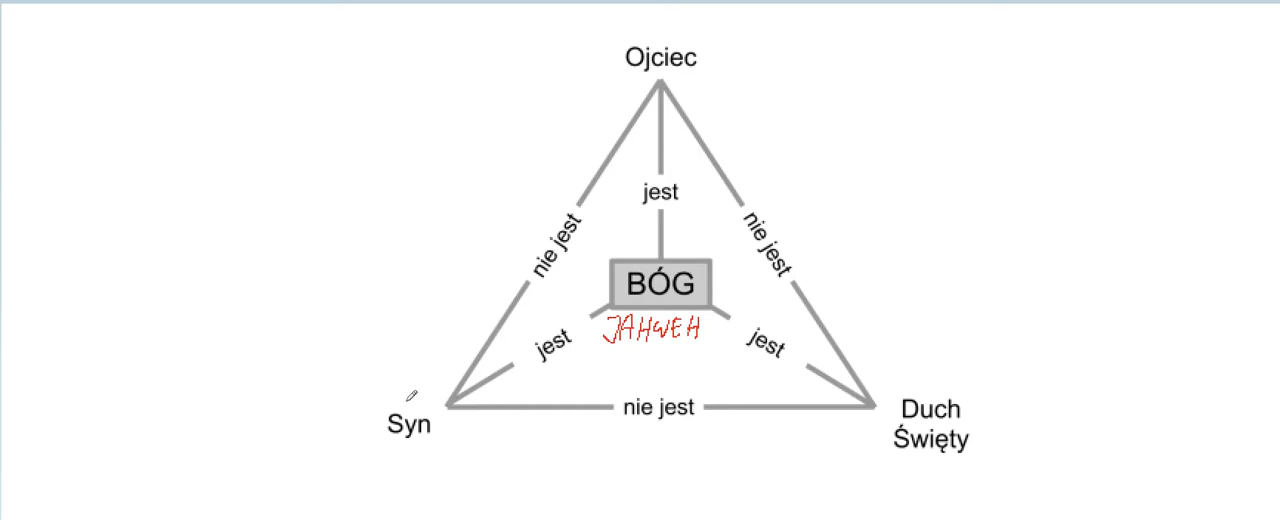 Ojciec
jest
nie jest
nie jest
BÓG
JAHWEH
jest
jest
nie jest
Syn
Duch
Święty